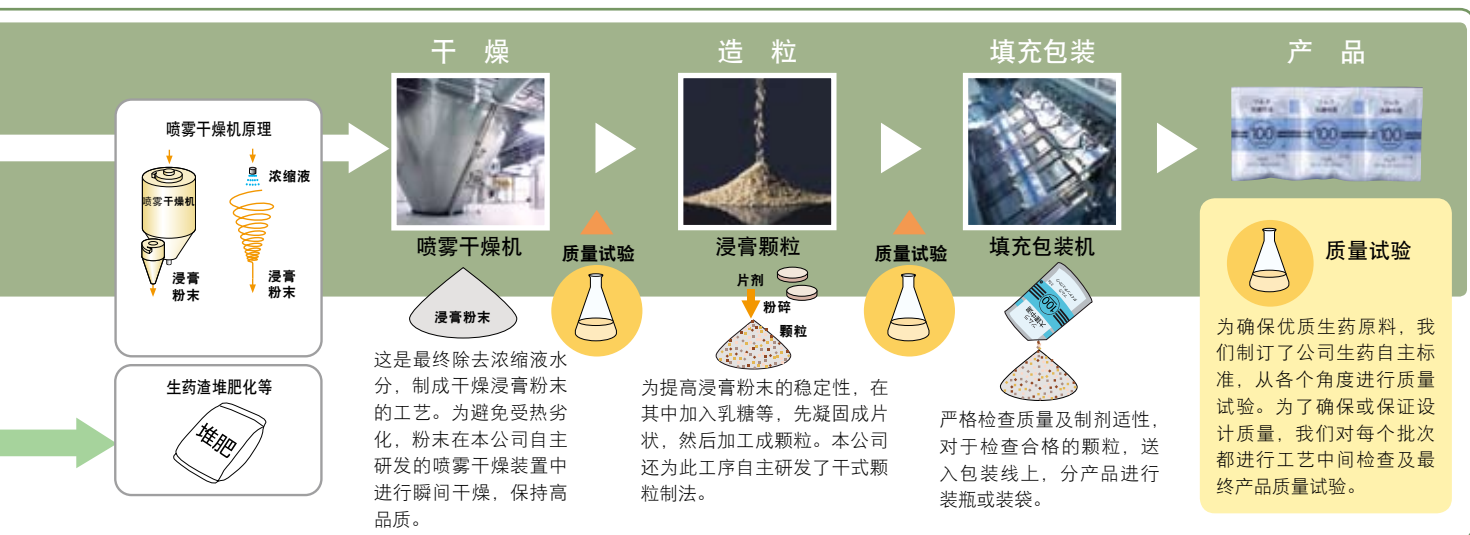 干 燥
造 粒
填充包装
产 品
喷雾干燥机原理
浓缩液
喷雾干燥机
浸膏
粉末
浸膏
粉末
生药渣堆肥化等
堆肥
喷雾干燥机
浸膏粉末
这是最终除去浓缩液水
分，制成干燥浸膏粉末
的工艺。为避免受热劣
化，粉末在本公司自主
研发的喷雾干燥装置中
进行瞬间干燥，保持高
品质。
质量试验
浸膏颗粒
片剂
粉碎
颗粒
为提高浸膏粉末的稳定性，在
其中加入乳糖等，先凝固成片
状，然后加工成颗粒。本公司
还为此工序自主研发了干式颗
粒制法。
质量试验
填充包装机
ツムラ
大建中湯
100
严格检查质量及制剂适性，
对于检查合格的颗粒，送
入包装线上，分产品进行
装瓶或装袋。
100
100
100
质量试验
为确保优质生药原料，我
们制订了公司生药自主标
准，从各个角度进行质量
试验。为了确保或保证设
计质量，我们对每个批次
都进行工艺中间检查及最
终产品质量试验。